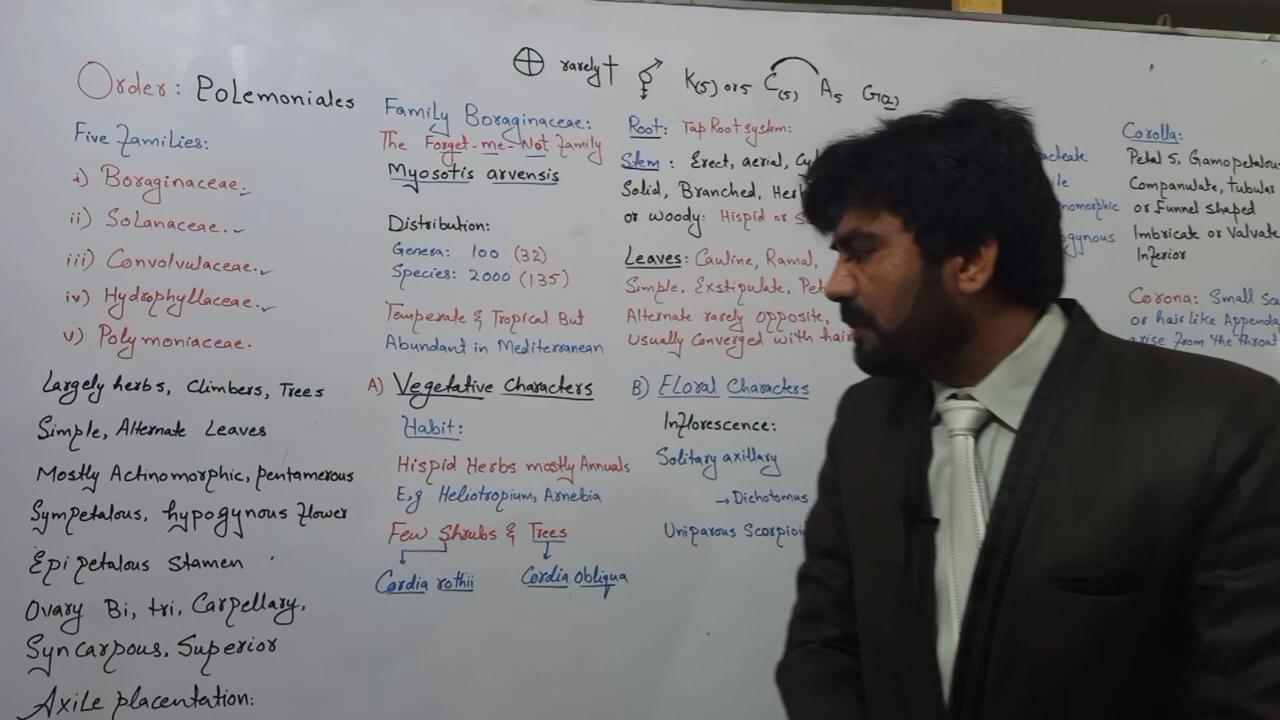 Order: Polemoniales
Five Families:
i) Boraginaceae.
ii) Solanaceae.
iii) Convolvulaceae.
iv) Hydrophyllaceae.
v) Polymoniaceae.
Largely herbs, Climbers, Trees
Simple, Alternate Leaves
Mostly Actinomorphic, pentamerous
Sympetalous, hypogynous Flower
Epipetalous Stamen
Ovary Bi, tri, Carpellary,
Syncarpous, Superior
Axile placentation:
⊕ rarely † ⚥ K(5) or 5 C(5) A5 G(2)
Family Boraginaceae:
The Forget-me-Not Family
Myosotis arvensis
Distribution:
Genera: 100 (32)
Species: 2000 (135)
Temperate & Tropical But
Abundant in Mediterranean
A) Vegetative Characters
Habit:
Hispid Herbs mostly Annuals
E,g Heliotropium, Arnebia
Few Shrubs & Trees
Cordia rothii Cordia obliqua
Root: Tap Root system:
Stem: Erect, aerial,
Solid, Branched,
or woody: Hispid or
Leaves: Cauline, Ramal,
Simple, Exstipulate,
Alternate rarely opposite,
Usually Converged with hair
B) Floral Characters
Inflorescence:
Solitary axillary
→ Dichotomus
Uniparous
Corolla:
Petal 5, Gamopetalou
Companulate, tubular
or Funnel shaped
Imbricate or Valvate
Inferior
Corona: Small
or hair like Appenda
arise from the throat